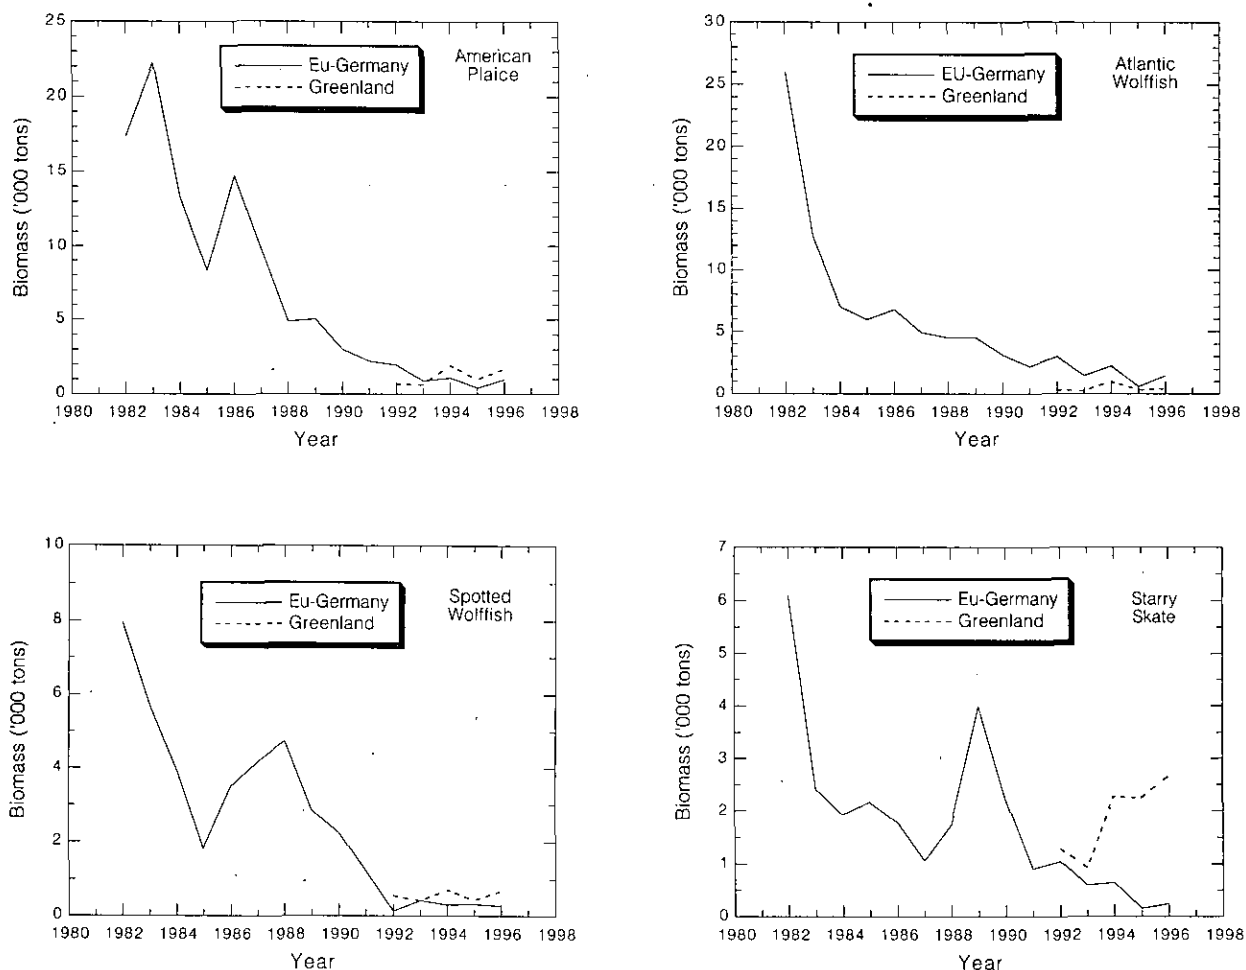 25
20
15
10
5
0
Biomass ('000 tons)
Eu-Germany
Greenland
American
Plaice
1980 1982 1984 1986 1988 1990 1992 1994 1996 1998
Year
30
25
20
15
10
5
0
Biomass ('000 tons)
EU-Germany
Greenland
Atlantic
Wolffish
1980 1982 1984 1986 1988 1990 1992 1994 1996 1998
Year
10
8
6
4
2
0
Biomass ('000 tons)
Eu-Germany
Greenland
Spotted
Wolffish
1980 1982 1984 1986 1988 1990 1992 1994 1996 1998
Year
7
6
5
4
3
2
1
0
Biomass ('000 tons)
Eu-Germany
Greenland
Starry
Skate
1980 1982 1984 1986 1988 1990 1992 1994 1996 1998
Year